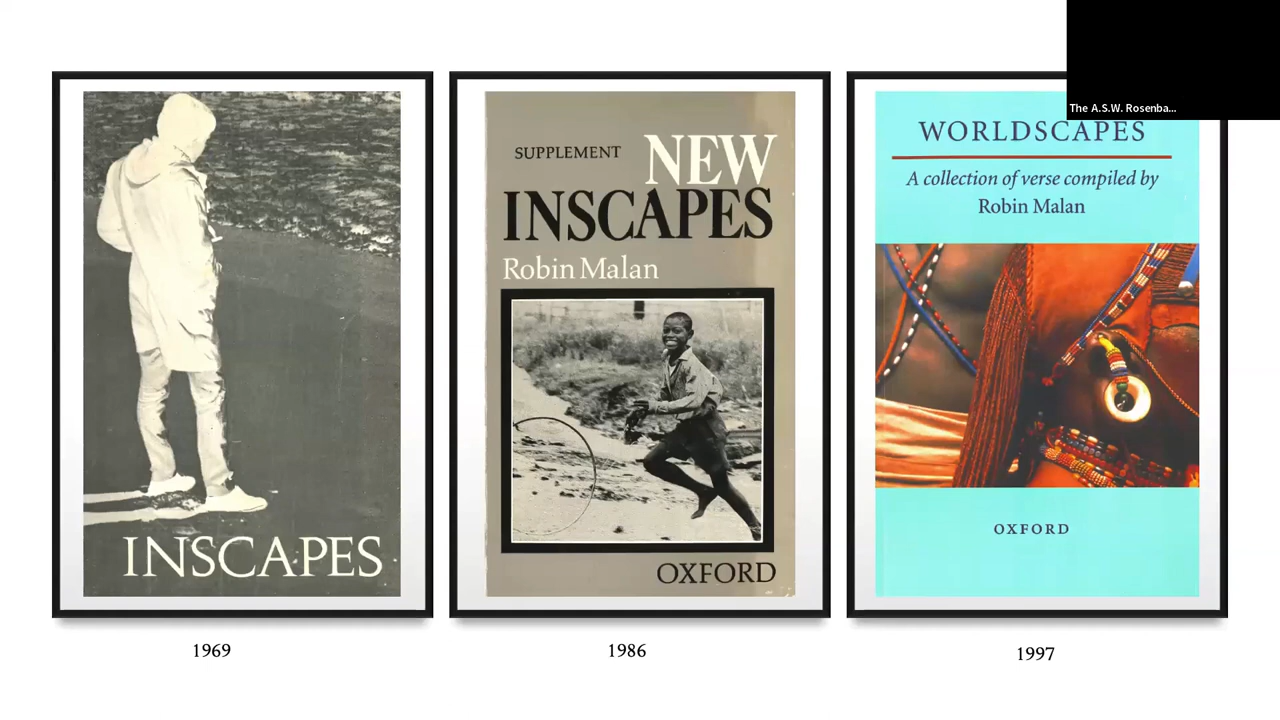 The A.S.W. Rosenba...
INSCAPES
1969
SUPPLEMENT NEW
INSCAPES
Robin Malan
OXFORD
1986
WORLDSCAPES
A collection of verse compiled by
Robin Malan
OXFORD
1997